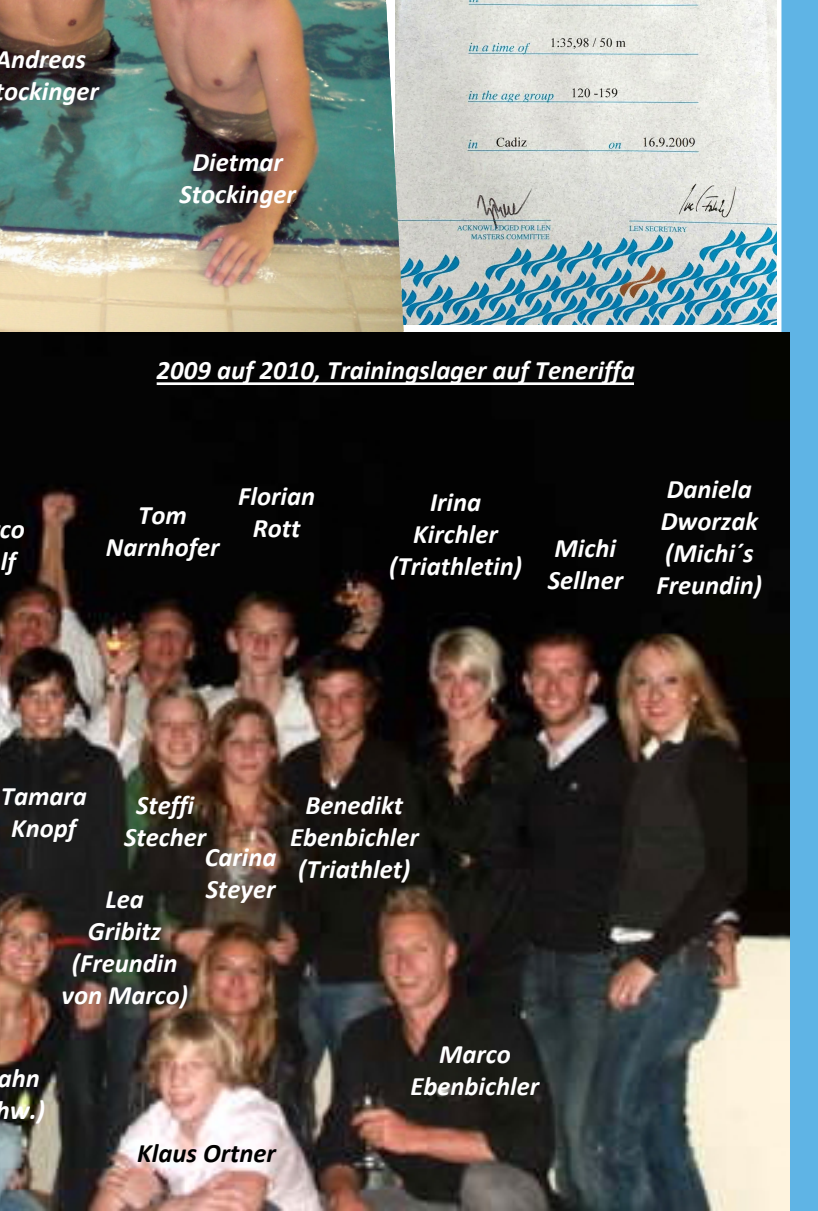 Andreas
Stockinger
Dietmar
Stockinger
in
in a time of 1:35,98 / 50 m
in the age group 120 -159
in Cadiz on 16.9.2009
ACKNOWLEDGED FOR LEN
MASTERS COMMITTEE
LEN SECRETARY
2009 auf 2010, Trainingslager auf Teneriffa
Tom
Narnhofer
Florian
Rott
Irina
Kirchler
(Triathletin)
Michi
Sellner
Daniela
Dworzak
(Michi´s
Freundin)
Tamara
Knopf
Steffi
Stecher
Carina
Steyer
Benedikt
Ebenbichler
(Triathlet)
Lea
Gribitz
(Freundin
von Marco)
Marco
Ebenbichler
Klaus Ortner